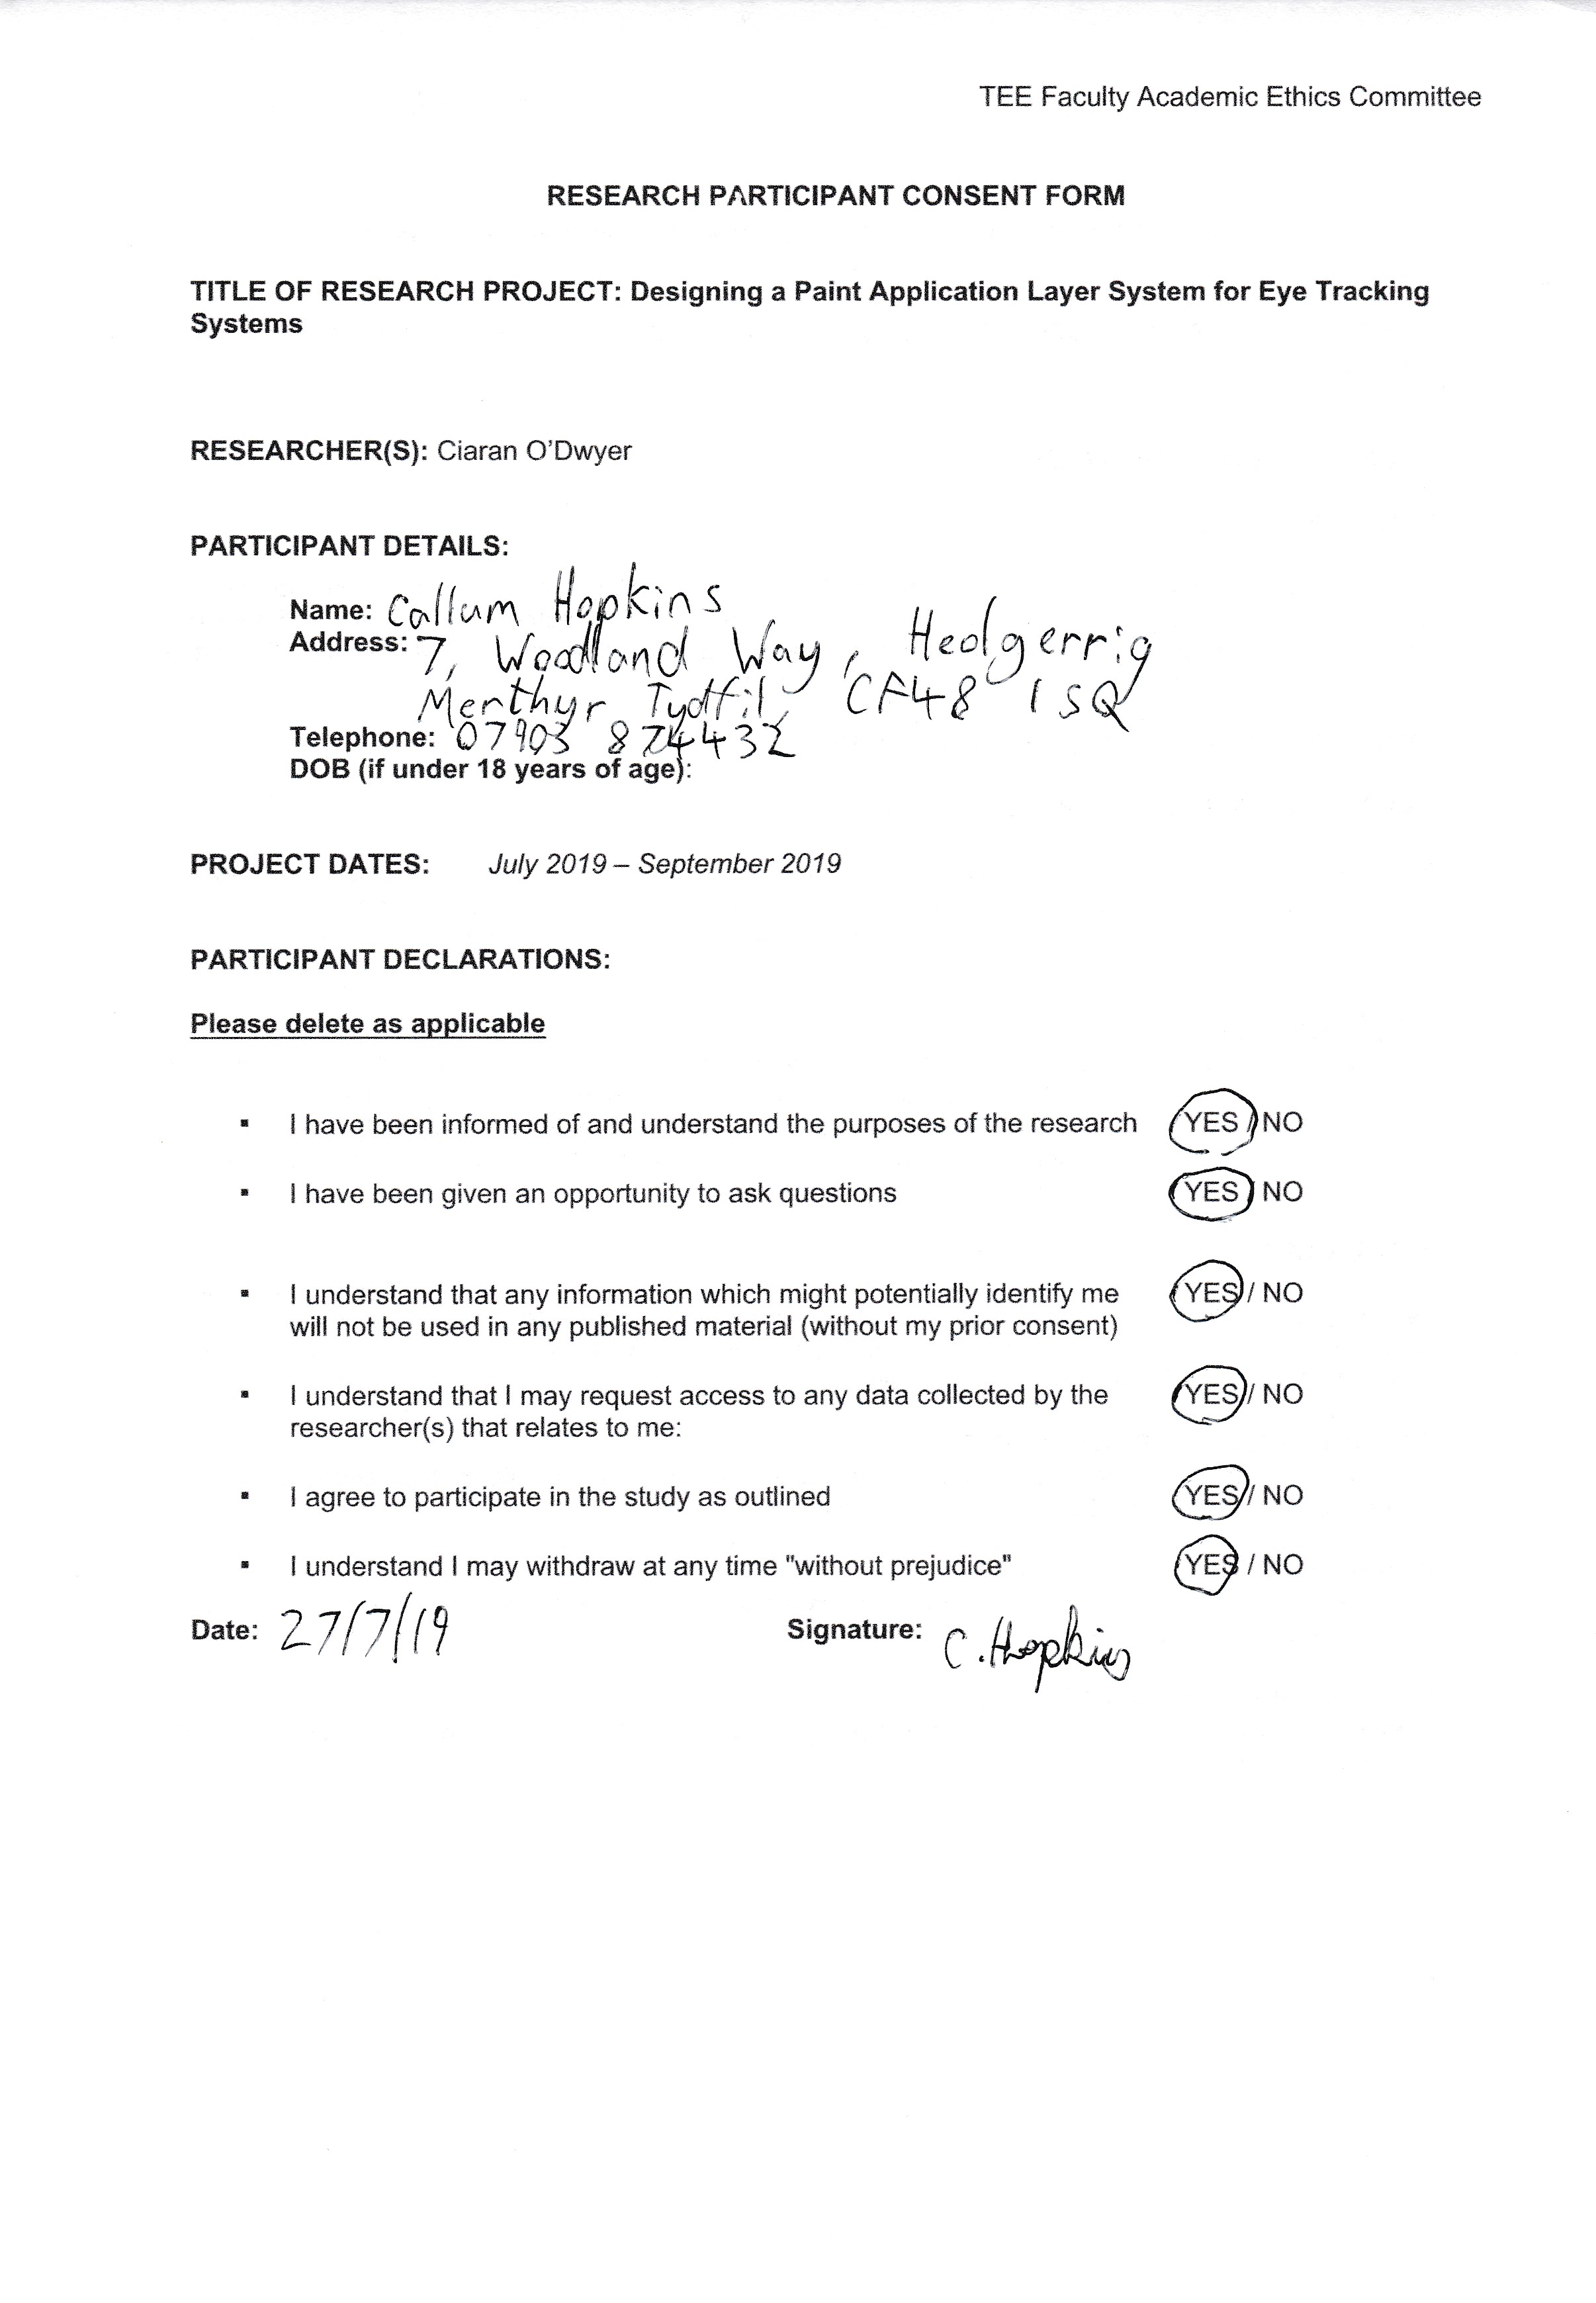 TEE Faculty Academic Ethics Committee
RESEARCH PARTICIPANT CONSENT FORM
TITLE OF RESEARCH PROJECT: Designing a Paint Application Layer System for Eye Tracking
Systems
RESEARCHER(S): Ciaran O'Dwyer
PARTICIPANT DETAILS:
Name: Callum Hopkins
Address: 7, Woodland Way, Heolgerrig
Merthyr Tydfil, CF48 1SQ
Telephone: 07903 874432
DOB (if under 18 years of age):
PROJECT DATES: July 2019 – September 2019
PARTICIPANT DECLARATIONS:
Please delete as applicable
▪ I have been informed of and understand the purposes of the research YES / NO
▪ I have been given an opportunity to ask questions YES / NO
▪ I understand that any information which might potentially identify me YES / NO
will not be used in any published material (without my prior consent)
▪ I understand that I may request access to any data collected by the YES / NO
researcher(s) that relates to me:
▪ I agree to participate in the study as outlined YES / NO
▪ I understand I may withdraw at any time "without prejudice" YES / NO
Date: 27/7/19 Signature: C. Hopkins